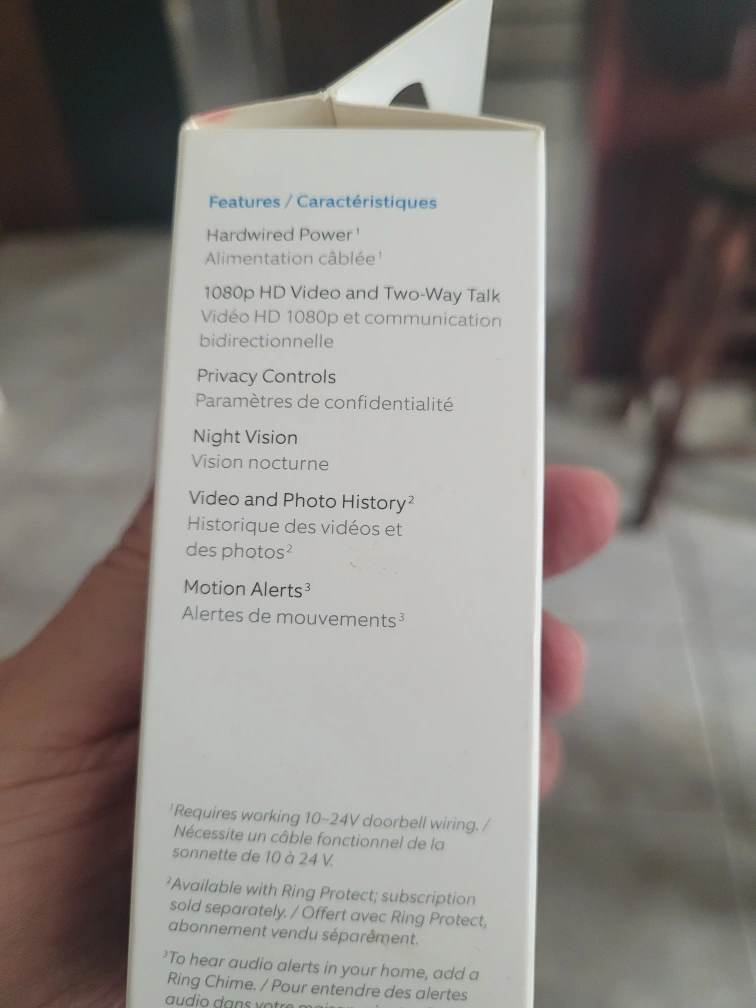 Features / Caractéristiques
Hardwired Power¹
Alimentation câblée¹
1080p HD Video and Two-Way Talk
Vidéo HD 1080p et communication
bidirectionnelle
Privacy Controls
Paramètres de confidentialité
Night Vision
Vision nocturne
Video and Photo History²
Historique des vidéos et
des photos²
Motion Alerts³
Alertes de mouvements³
¹Requires working 10–24V doorbell wiring. /
Nécessite un câble fonctionnel de la
sonnette de 10 à 24 V.
²Available with Ring Protect; subscription
sold separately. / Offert avec Ring Protect,
abonnement vendu séparément.
³To hear audio alerts in your home, add a
Ring Chime. / Pour entendre des alertes
audio dans votre